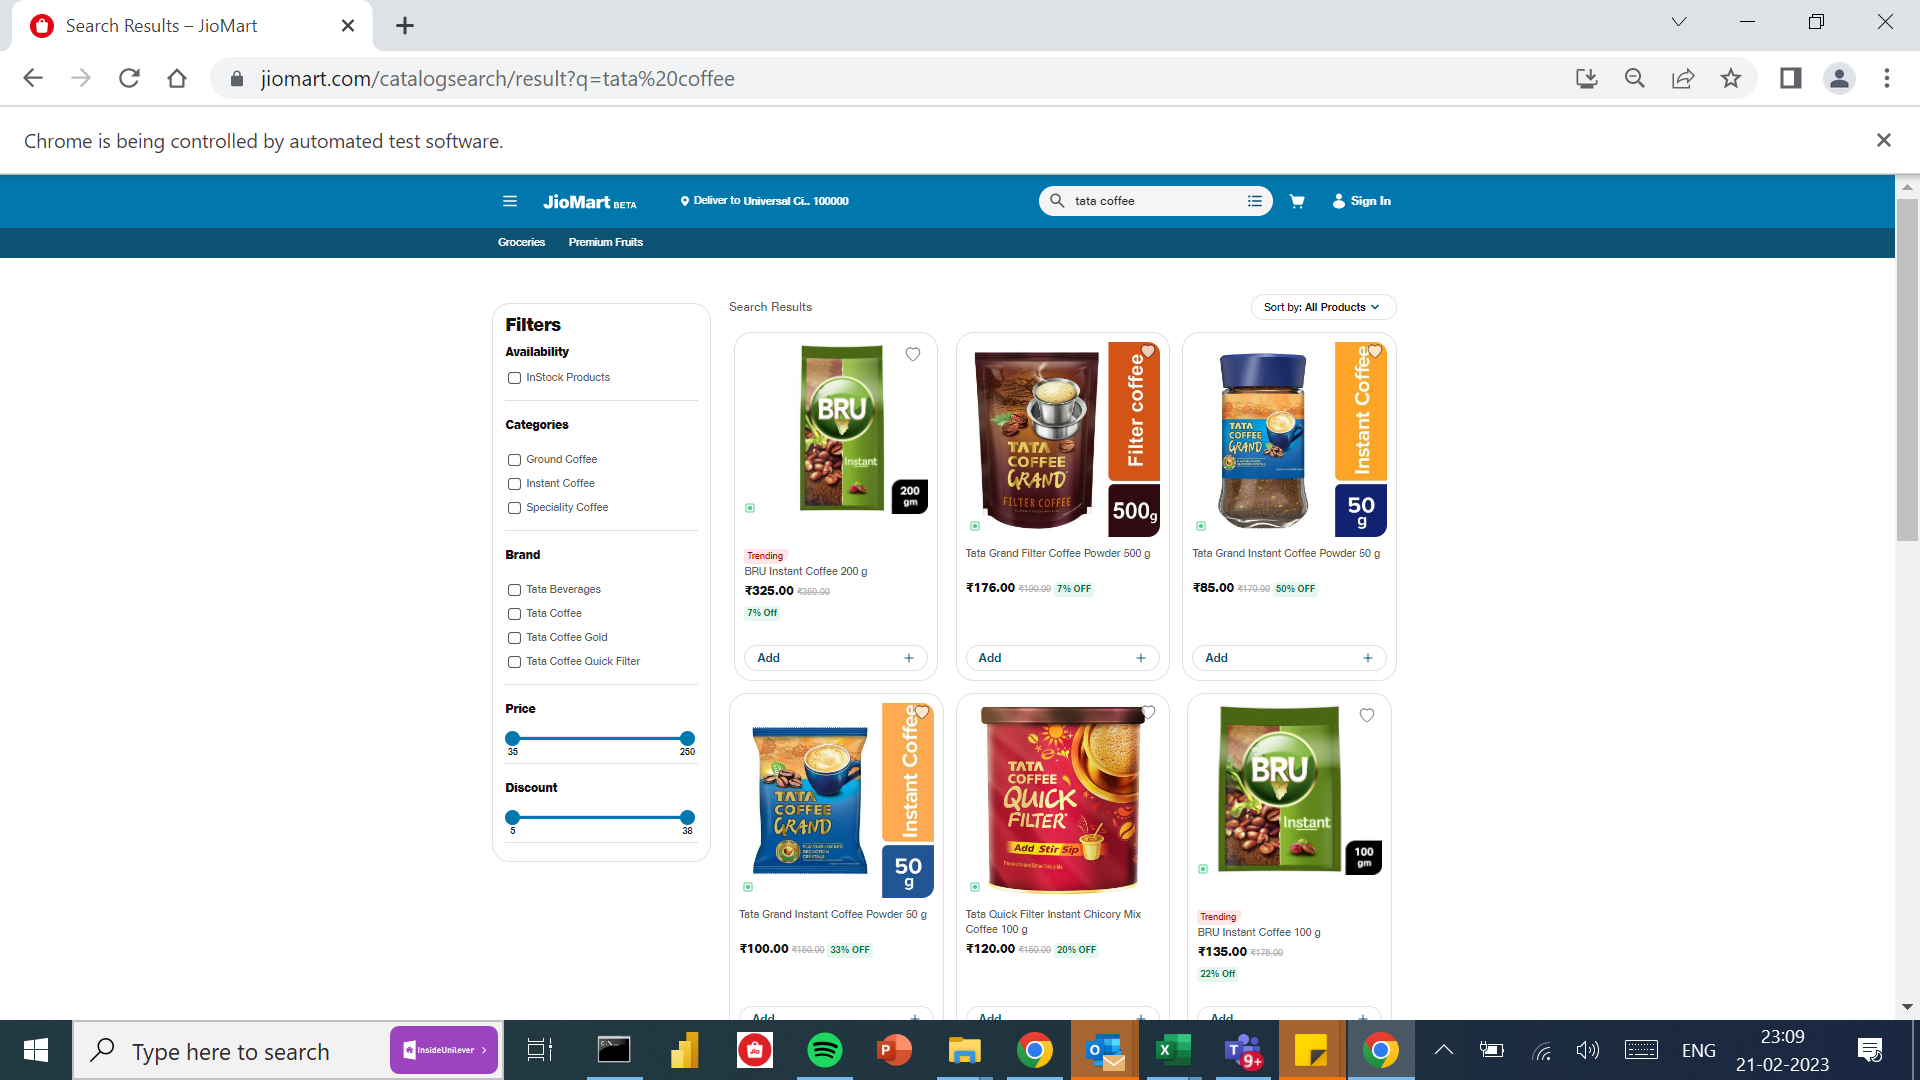 Search Results – JioMart
jiomart.com/catalogsearch/result?q=tata%20coffee
Chrome is being controlled by automated test software.
JioMart BETA
Deliver to Universal Ci... 100000
tata coffee
Sign In
Groceries
Premium Fruits
Filters
Availability
InStock Products
Categories
Ground Coffee
Instant Coffee
Speciality Coffee
Brand
Tata Beverages
Tata Coffee
Tata Coffee Gold
Tata Coffee Quick Filter
Price
35 250
Discount
5 38
Search Results
Sort by: All Products
BRU
Instant
200
gm
Trending
BRU Instant Coffee 200 g
₹325.00 ₹350.00
7% Off
Add +
TATA
COFFEE
GRAND
FILTER COFFEE
Filter coffee
500g
Tata Grand Filter Coffee Powder 500 g
₹176.00 ₹190.00 7% OFF
Add +
TATA
COFFEE
GRAND
Instant Coffee
50
g
Tata Grand Instant Coffee Powder 50 g
₹85.00 ₹170.00 50% OFF
Add +
TATA
COFFEE
GRAND
Instant Coffee
50
g
Tata Grand Instant Coffee Powder 50 g
₹100.00 ₹150.00 33% OFF
Add +
TATA
COFFEE
QUICK
FILTER
Add Stir Sip
Tata Quick Filter Instant Chicory Mix
Coffee 100 g
₹120.00 ₹150.00 20% OFF
Add +
BRU
Instant
100
gm
Trending
BRU Instant Coffee 100 g
₹135.00 ₹175.00
22% Off
Add +
Type here to search
InsideUnilever
9+
ENG
23:09
21-02-2023